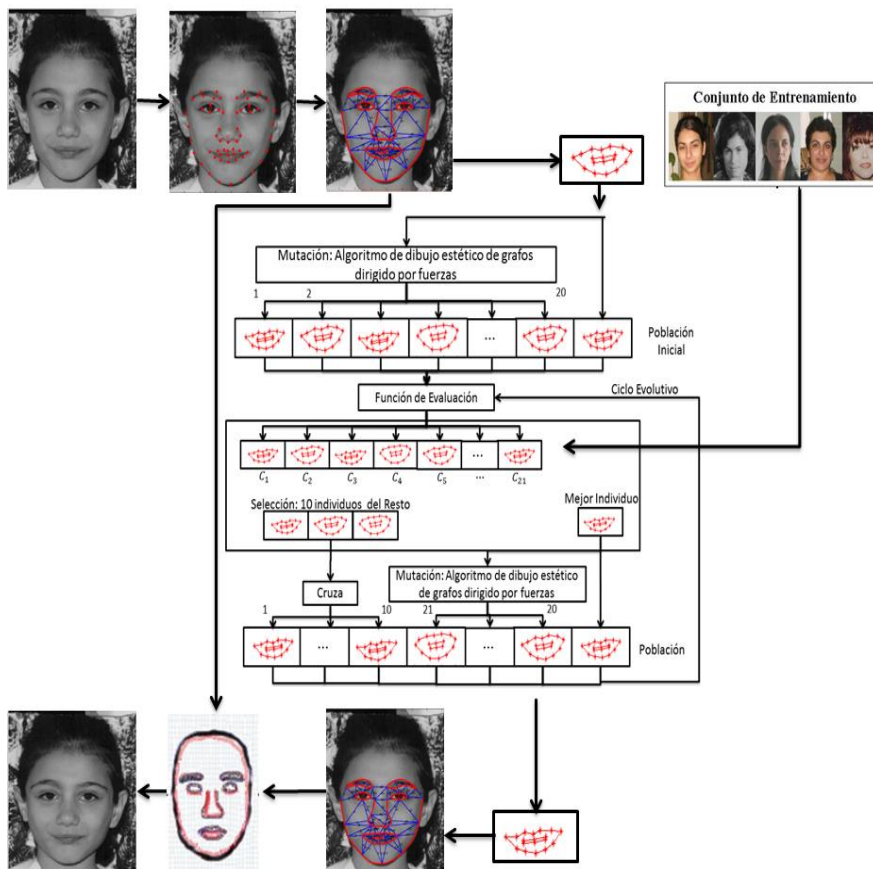 Conjunto de Entrenamiento
Mutación: Algoritmo de dibujo estético de grafos
dirigido por fuerzas
1 2 20
...
Población
Inicial
Función de Evaluación
Ciclo Evolutivo
...
C1 C2 C3 C4 C5 ... C21
Selección: 10 individuos del Resto
Mejor Individuo
Mutación: Algoritmo de dibujo estético
de grafos dirigido por fuerzas
Cruza
1 10 21 20
... ...
Población